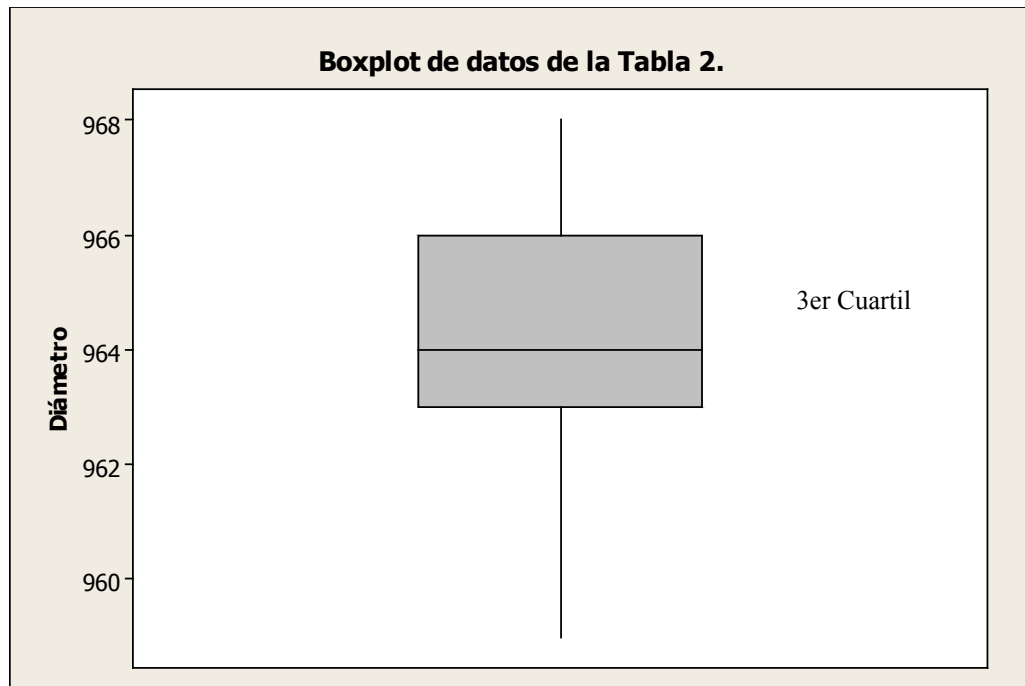 Boxplot de datos de la Tabla 2.
968
966
964
962
960
Diámetro
3er Cuartil